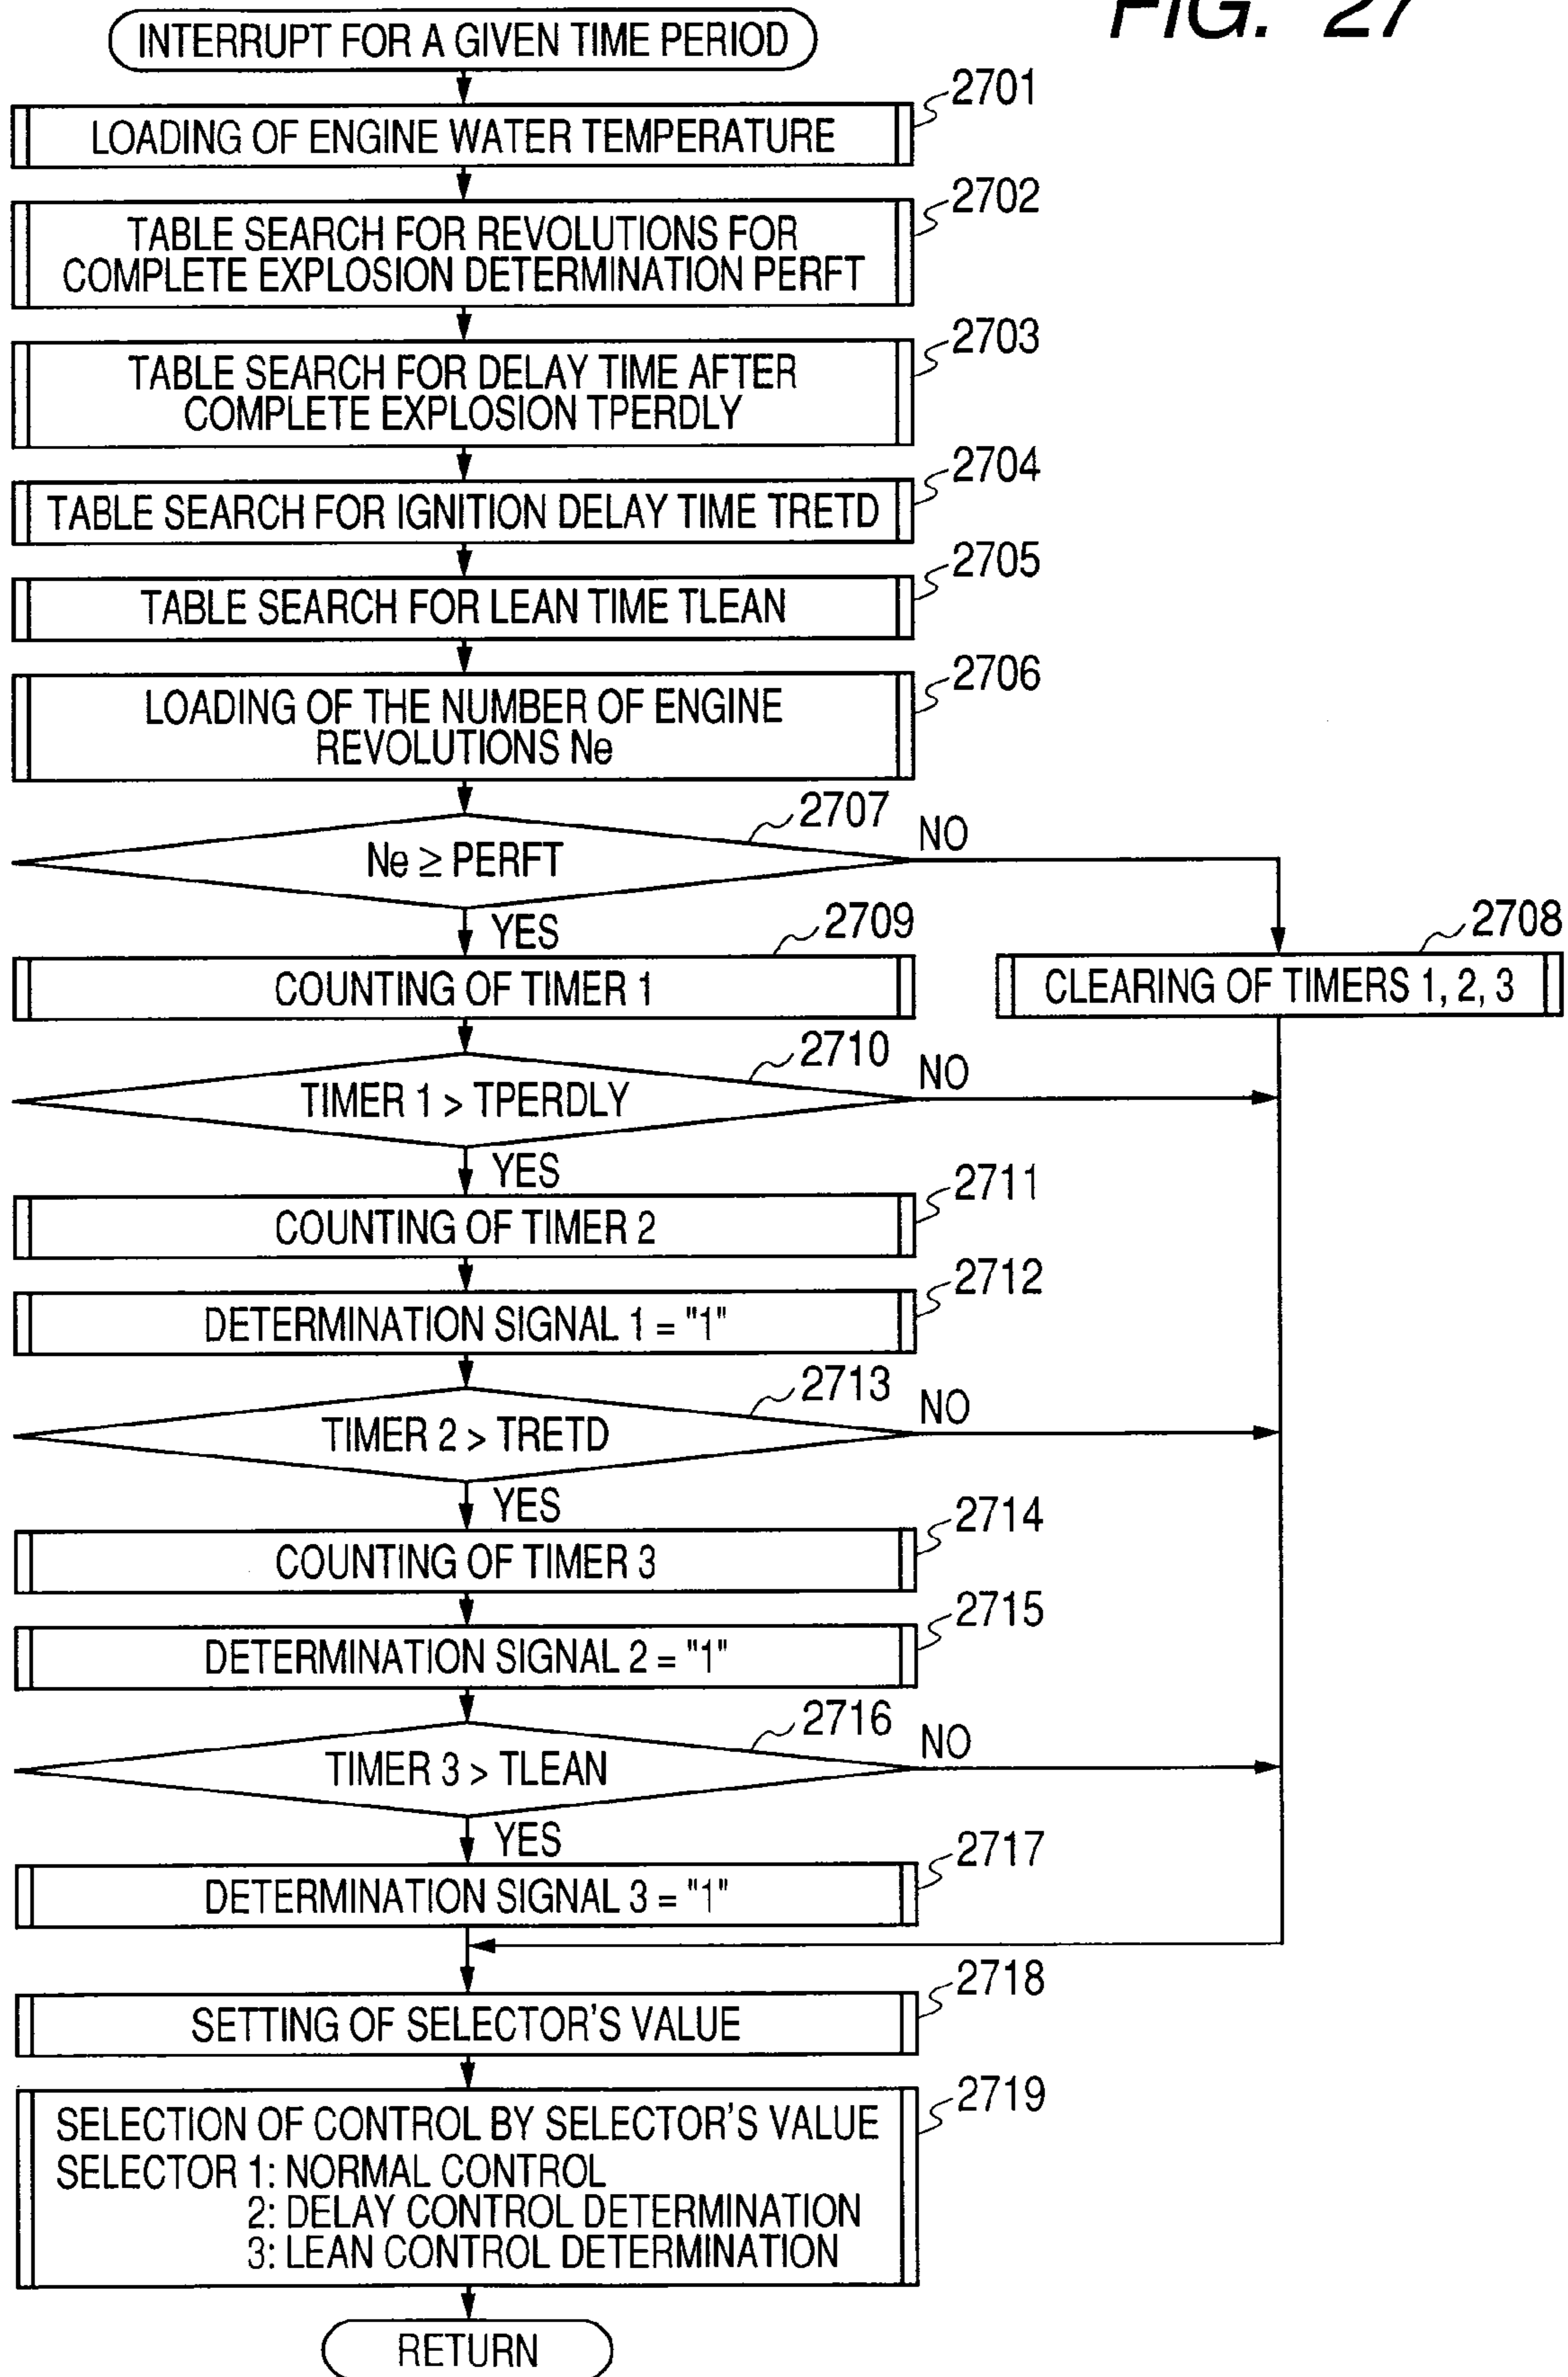 FIG. 27
INTERRUPT FOR A GIVEN TIME PERIOD
2701
LOADING OF ENGINE WATER TEMPERATURE
2702
TABLE SEARCH FOR REVOLUTIONS FOR
COMPLETE EXPLOSION DETERMINATION PERFT
2703
TABLE SEARCH FOR DELAY TIME AFTER
COMPLETE EXPLOSION TPERDLY
2704
TABLE SEARCH FOR IGNITION DELAY TIME TRETD
2705
TABLE SEARCH FOR LEAN TIME TLEAN
2706
LOADING OF THE NUMBER OF ENGINE
REVOLUTIONS Ne
2707
NO
Ne ≥ PERFT
YES
2709
2708
COUNTING OF TIMER 1
CLEARING OF TIMERS 1, 2, 3
2710
NO
TIMER 1 > TPERDLY
YES
2711
COUNTING OF TIMER 2
2712
DETERMINATION SIGNAL 1 = "1"
2713
NO
TIMER 2 > TRETD
YES
2714
COUNTING OF TIMER 3
2715
DETERMINATION SIGNAL 2 = "1"
2716
NO
TIMER 3 > TLEAN
YES
2717
DETERMINATION SIGNAL 3 = "1"
2718
SETTING OF SELECTOR'S VALUE
2719
SELECTION OF CONTROL BY SELECTOR'S VALUE
SELECTOR 1: NORMAL CONTROL
2: DELAY CONTROL DETERMINATION
3: LEAN CONTROL DETERMINATION
RETURN